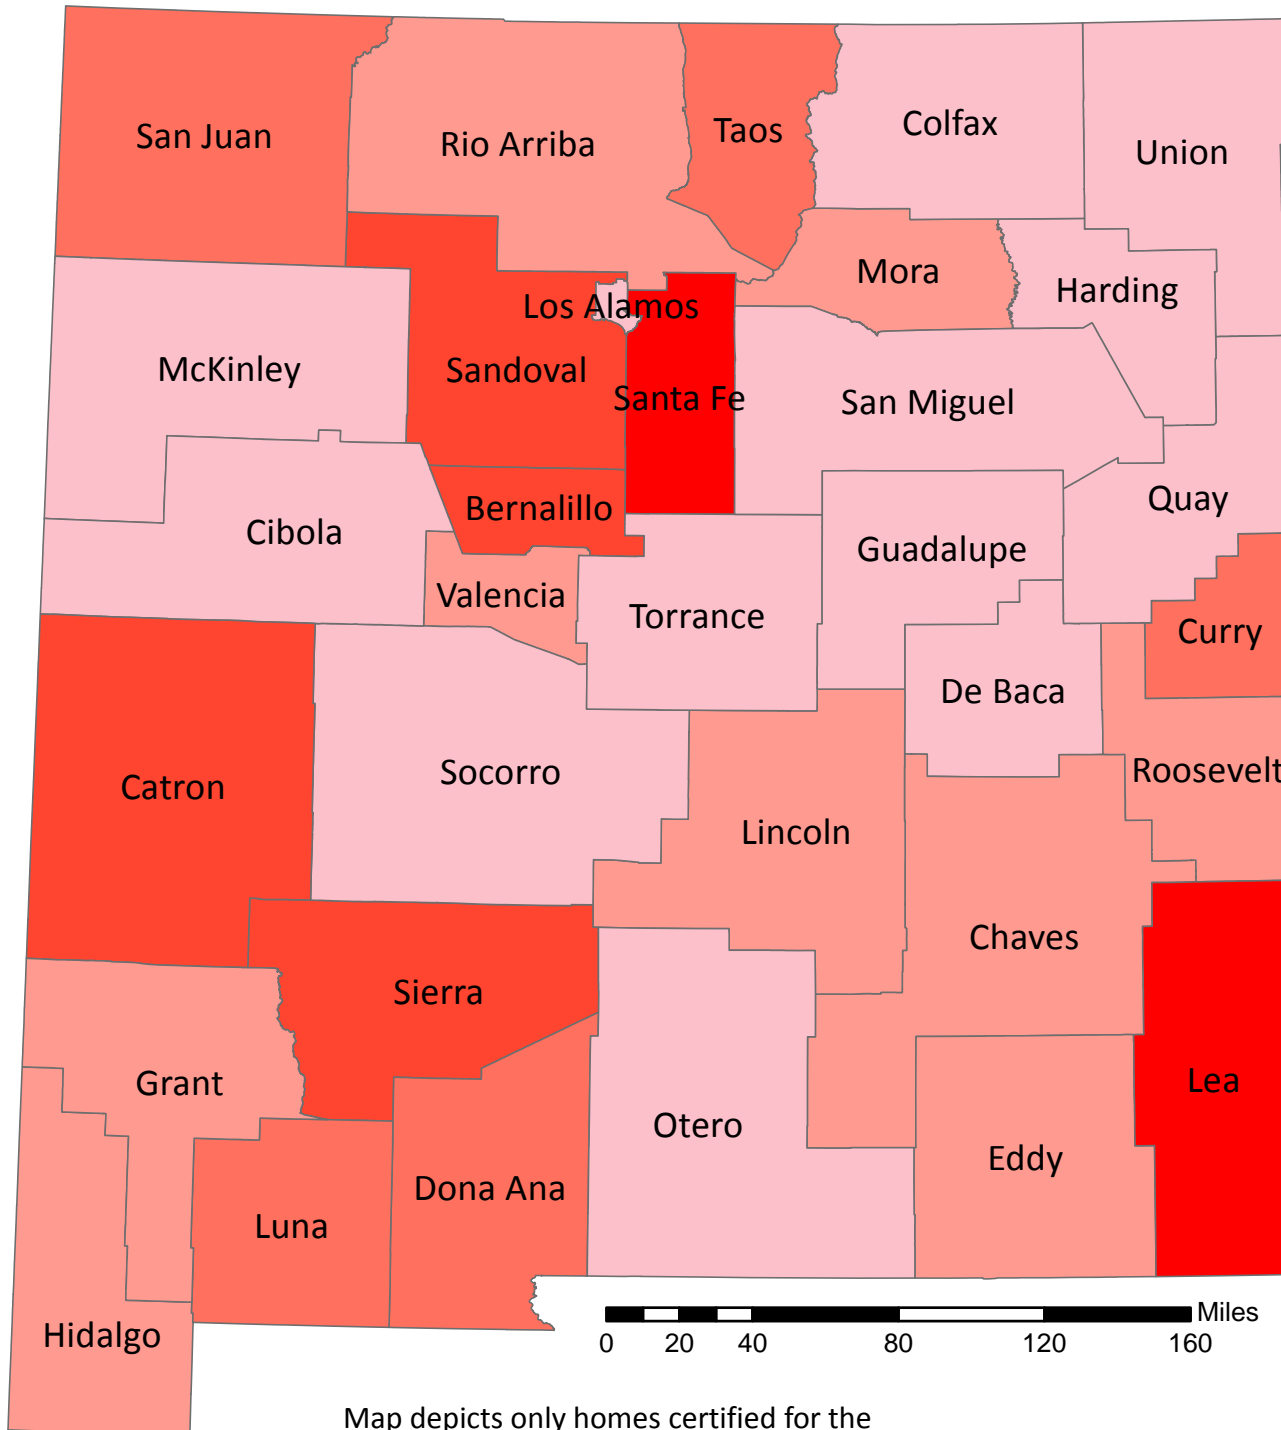 San Juan
Rio Arriba
Taos
Colfax
Union
Mora
Harding
Los Alamos
McKinley
Sandoval
Santa Fe
San Miguel
Bernalillo
Quay
Cibola
Guadalupe
Valencia
Torrance
Curry
De Baca
Catron
Socorro
Roosevelt
Lincoln
Chaves
Sierra
Grant
Lea
Otero
Eddy
Dona Ana
Luna
Hidalgo
Miles
0 20 40 80 120 160
Map depicts only homes certified for the